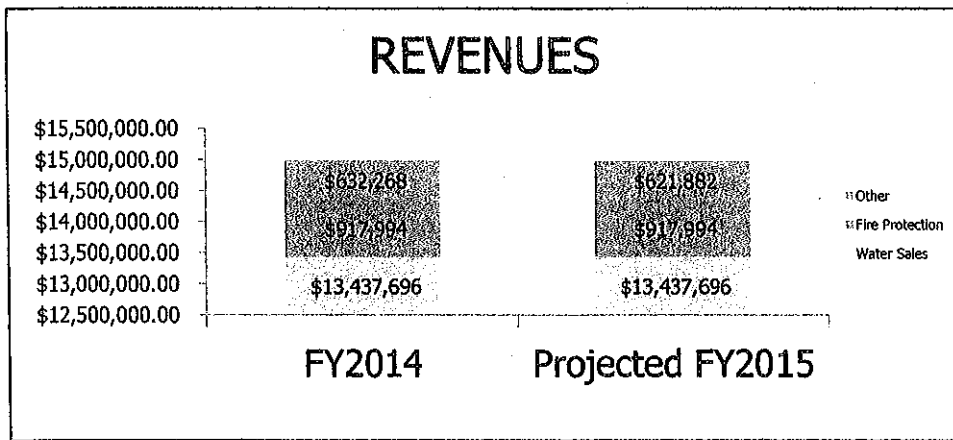 REVENUES
$15,500,000.00
$15,000,000.00
$14,500,000.00
$14,000,000.00
$13,500,000.00
$13,000,000.00
$12,500,000.00
$632,268
$917,994
$13,437,696
$621,882
$917,994
$13,437,696
Other
Fire Protection
Water Sales
FY2014
Projected FY2015